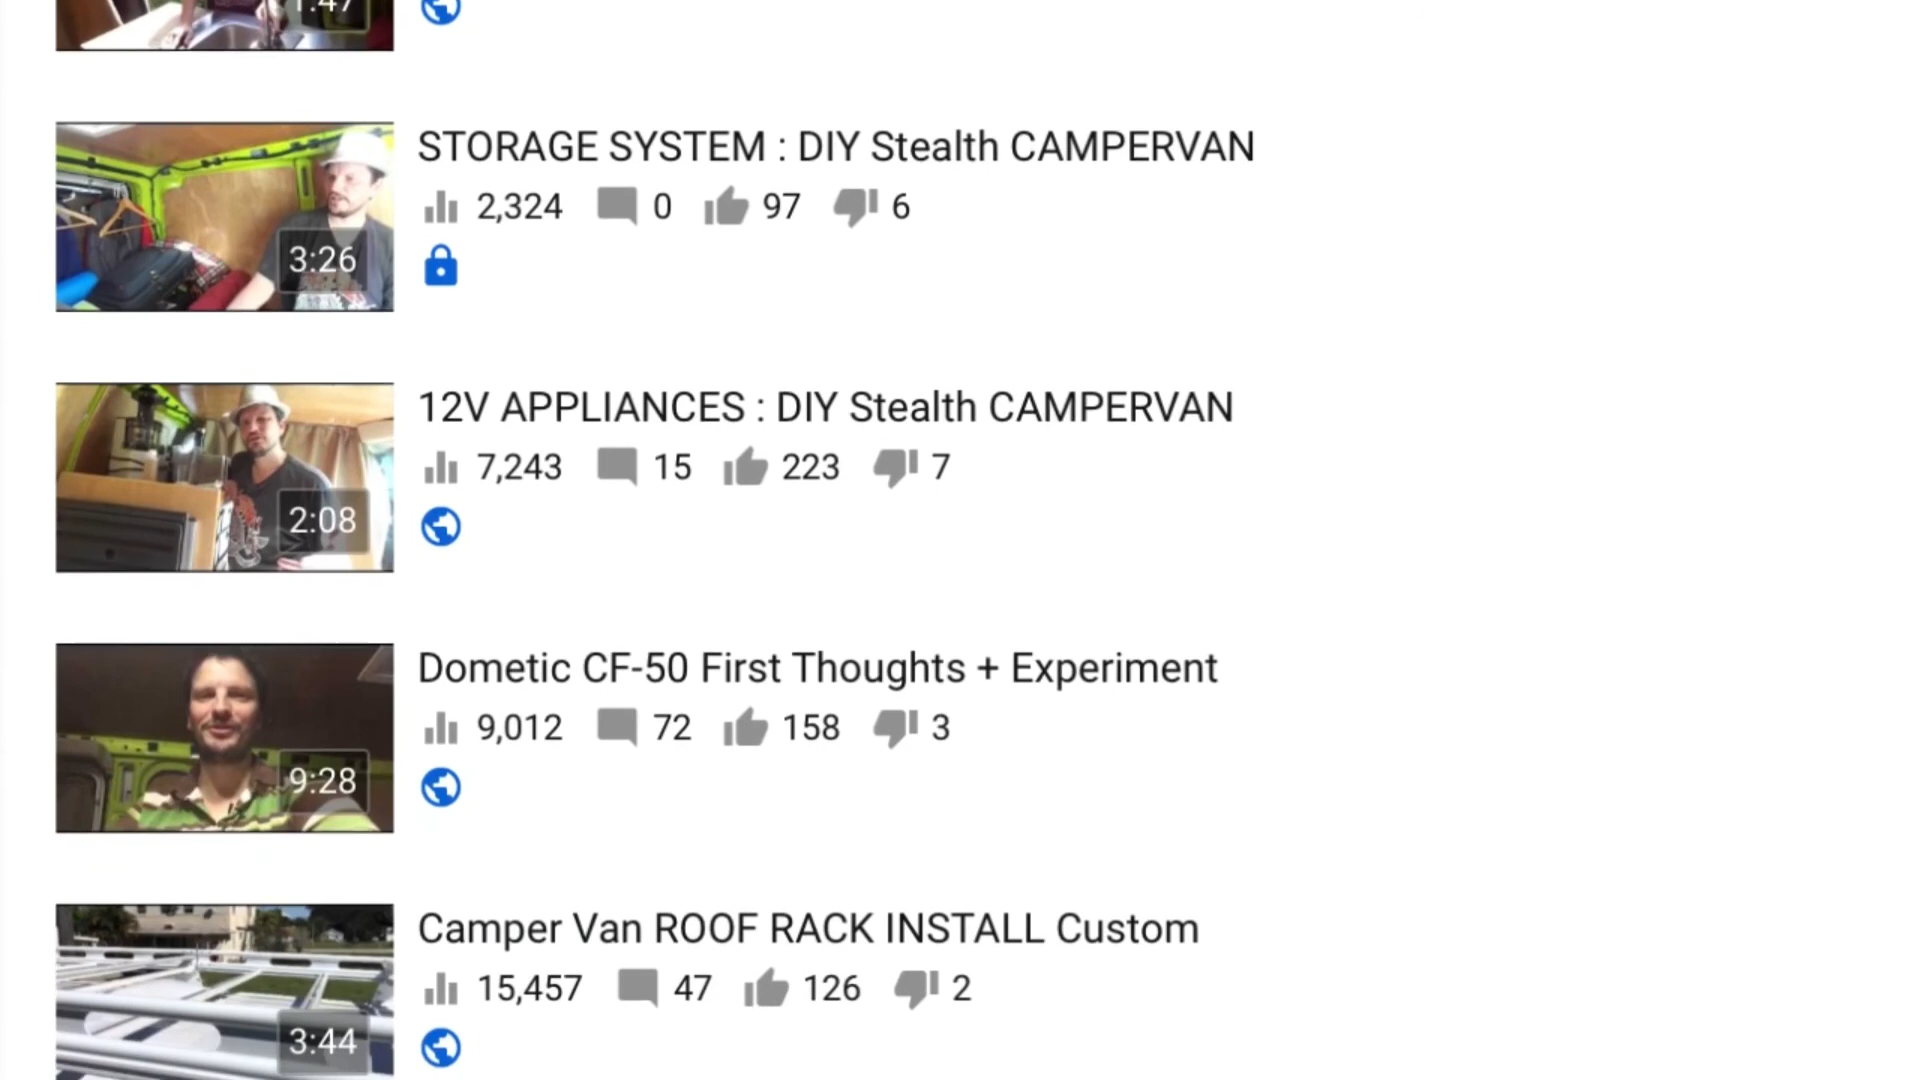 1:47
STORAGE SYSTEM : DIY Stealth CAMPERVAN
2,324 0 97 6
3:26
12V APPLIANCES : DIY Stealth CAMPERVAN
7,243 15 223 7
2:08
Dometic CF-50 First Thoughts + Experiment
9,012 72 158 3
9:28
Camper Van ROOF RACK INSTALL Custom
15,457 47 126 2
3:44